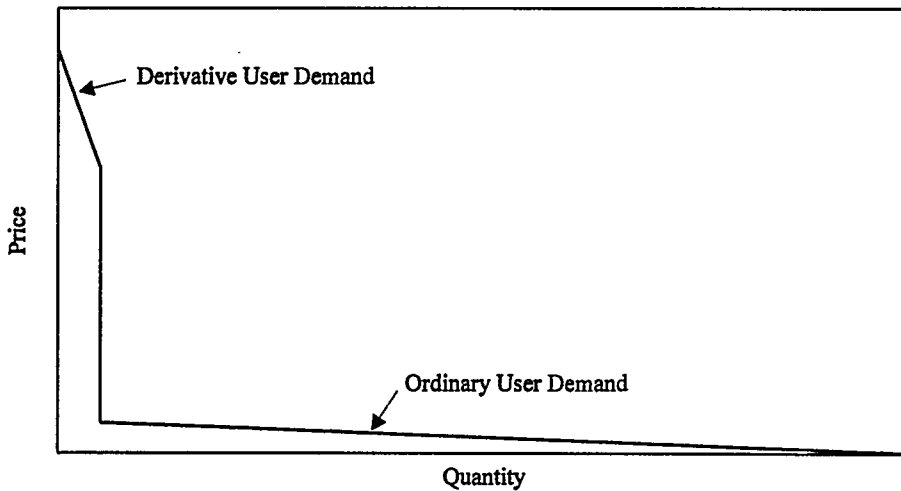 Derivative User Demand
Price
Ordinary User Demand
Quantity